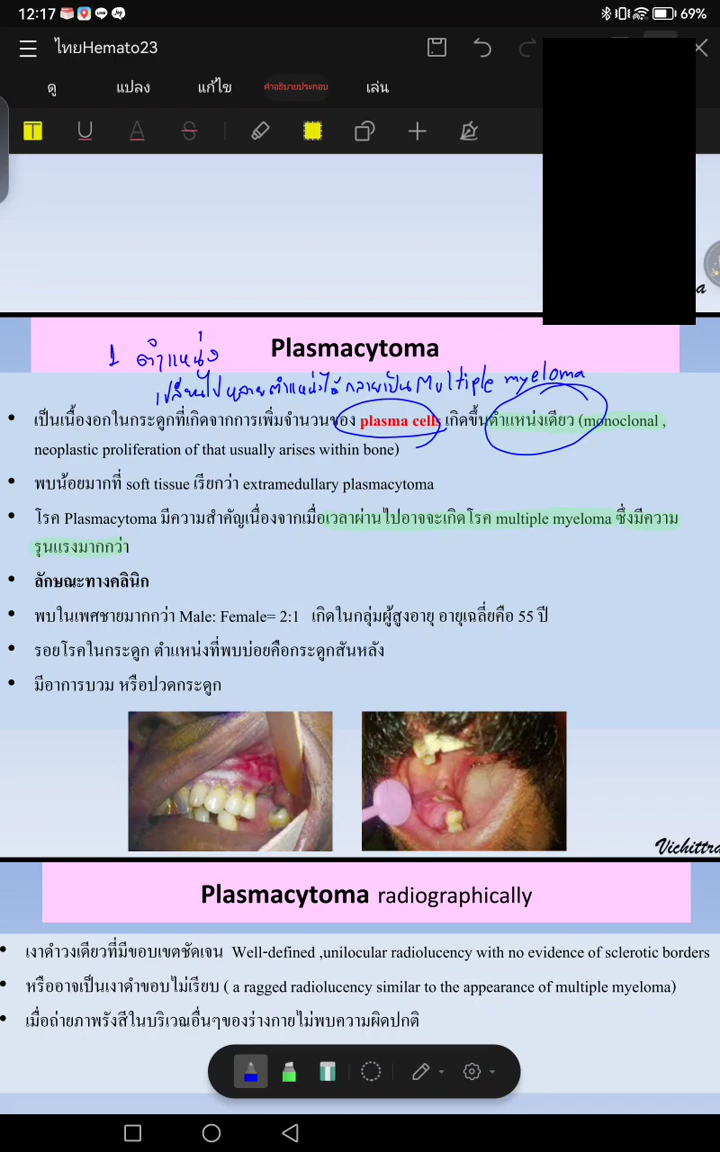 12:17
69%
ไทยHemato23
ดู แปลง แก้ไข คำอธิบายประกอบ เล่น
T U A S
a
Plasmacytoma
1 ตำแหน่ง
เปลี่ยนไปหลายตำแหน่งได้ กลายเป็น Multiple myeloma
• เป็นเนื้องอกในกระดูกที่เกิดจากการเพิ่มจำนวนของ plasma cells เกิดขึ้นตำแหน่งเดียว (monoclonal ,
neoplastic proliferation of that usually arises within bone)
• พบน้อยมากที่ soft tissue เรียกว่า extramedullary plasmacytoma
• โรค Plasmacytoma มีความสำคัญเนื่องจากเมื่อเวลาผ่านไปอาจจะเกิดโรค multiple myeloma ซึ่งมีความ
รุนแรงมากกว่า
• ลักษณะทางคลินิก
• พบในเพศชายมากกว่า Male: Female= 2:1 เกิดในกลุ่มผู้สูงอายุ อายุเฉลี่ยคือ 55 ปี
• รอยโรคในกระดูก ตำแหน่งที่พบบ่อยคือกระดูกสันหลัง
• มีอาการบวม หรือปวดกระดูก
Vichittra
Plasmacytoma radiographically
• เงาดำวงเดียวที่มีขอบเขตชัดเจน Well-defined ,unilocular radiolucency with no evidence of sclerotic borders
• หรืออาจเป็นเงาดำขอบไม่เรียบ ( a ragged radiolucency similar to the appearance of multiple myeloma)
• เมื่อถ่ายภาพรังสีในบริเวณอื่นๆของร่างกายไม่พบความผิดปกติ